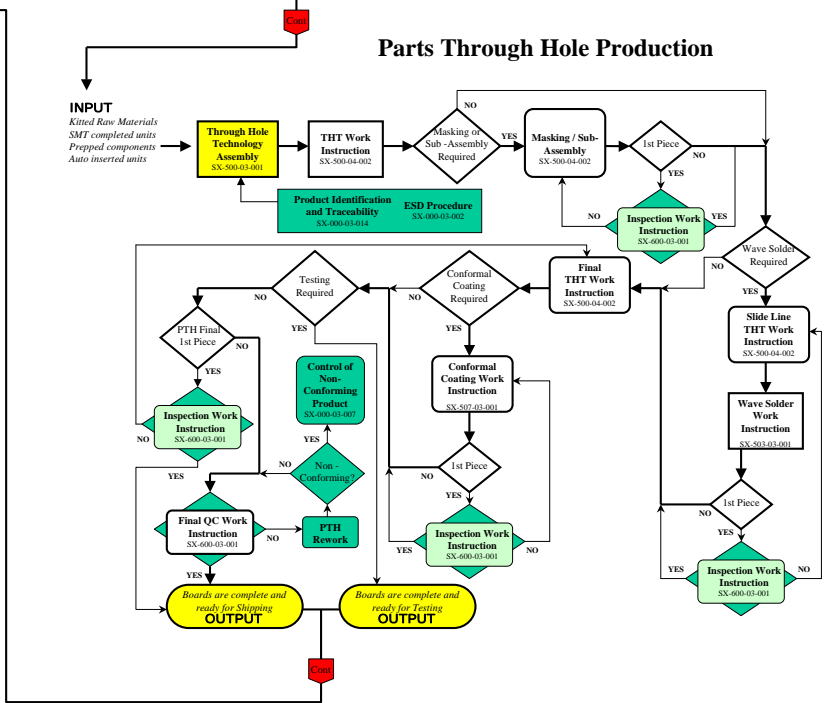 Cont
Parts Through Hole Production
INPUT
Kitted Raw Materials
SMT completed units
Prepped components
Auto inserted units
Through Hole
Technology
Assembly
SX-500-03-001
THT Work
Instruction
SX-500-04-002
Masking or
Sub -Assembly
Required
NO
YES
Masking / Sub-
Assembly
SX-500-04-002
1st Piece
NO
YES
Product Identification
and Traceability
SX-000-03-014
ESD Procedure
SX-000-03-002
NO
Inspection Work
Instruction
SX-600-03-001
YES
Wave Solder
Required
NO
YES
Final
THT Work
Instruction
SX-500-04-002
Conformal
Coating
Required
NO
YES
Testing
Required
NO
YES
Slide Line
THT Work
Instruction
SX-500-04-002
PTH Final
1st Piece
NO
YES
Control of
Non-
Conforming
Product
SX-000-03-007
YES
Conformal
Coating Work
Instruction
SX-507-03-001
Wave Solder
Work
Instruction
SX-503-03-001
Inspection Work
Instruction
SX-600-03-001
NO
YES
Non -
Conforming?
NO
1st Piece
NO
YES
1st Piece
NO
YES
Final QC Work
Instruction
SX-600-03-001
NO
YES
PTH
Rework
Inspection Work
Instruction
SX-600-03-001
YES
NO
Inspection Work
Instruction
SX-600-03-001
YES
NO
Boards are complete and
ready for Shipping
OUTPUT
Boards are complete and
ready for Testing
OUTPUT
Cont